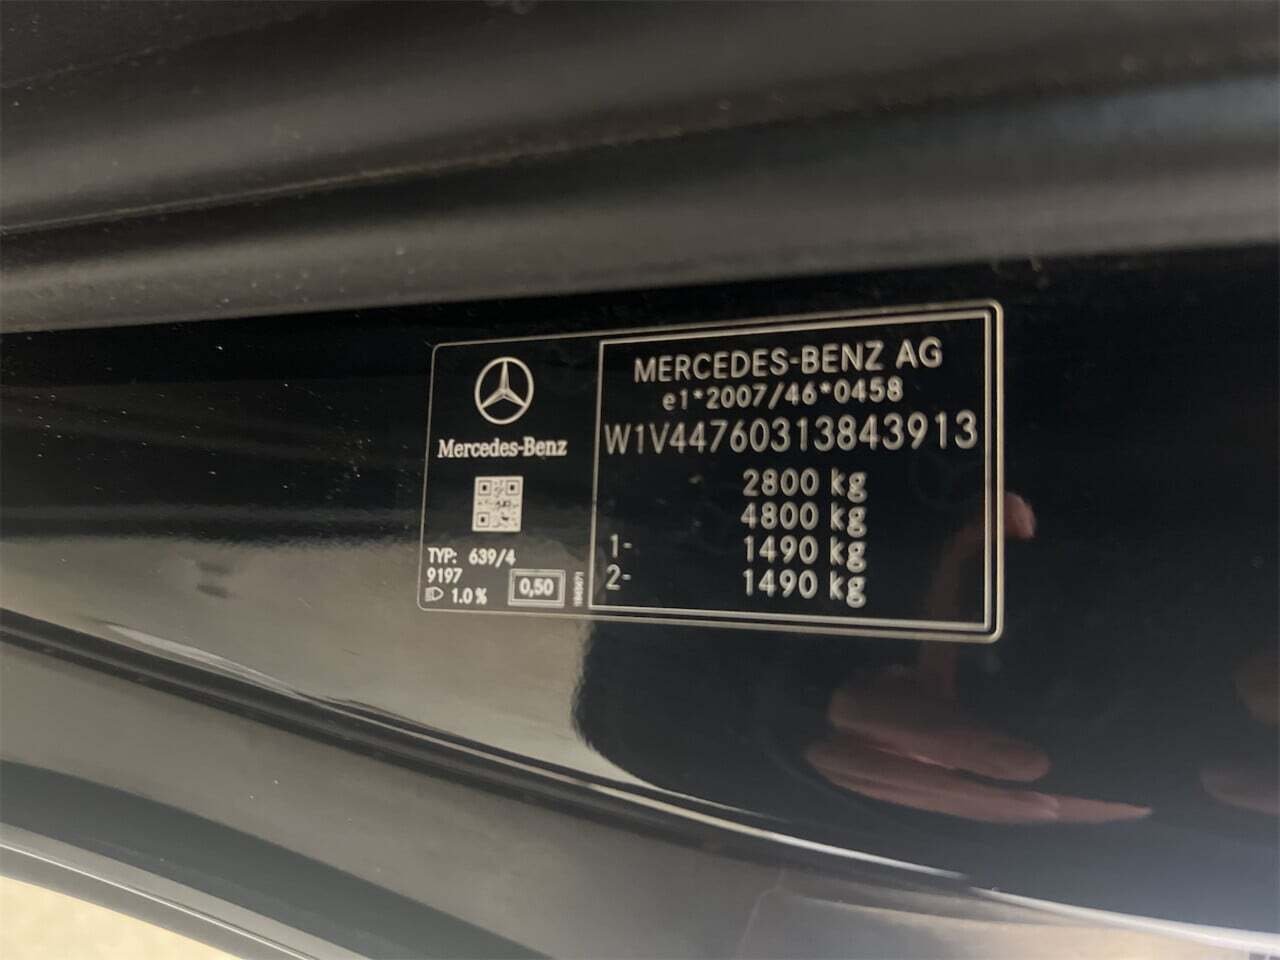 Mercedes-Benz
TYP: 639/4
9197
1.0 %
0,50
MERCEDES-BENZ AG
e1*2007/46*0458
W1V44760313843913
2800 kg
4800 kg
1- 1490 kg
2- 1490 kg